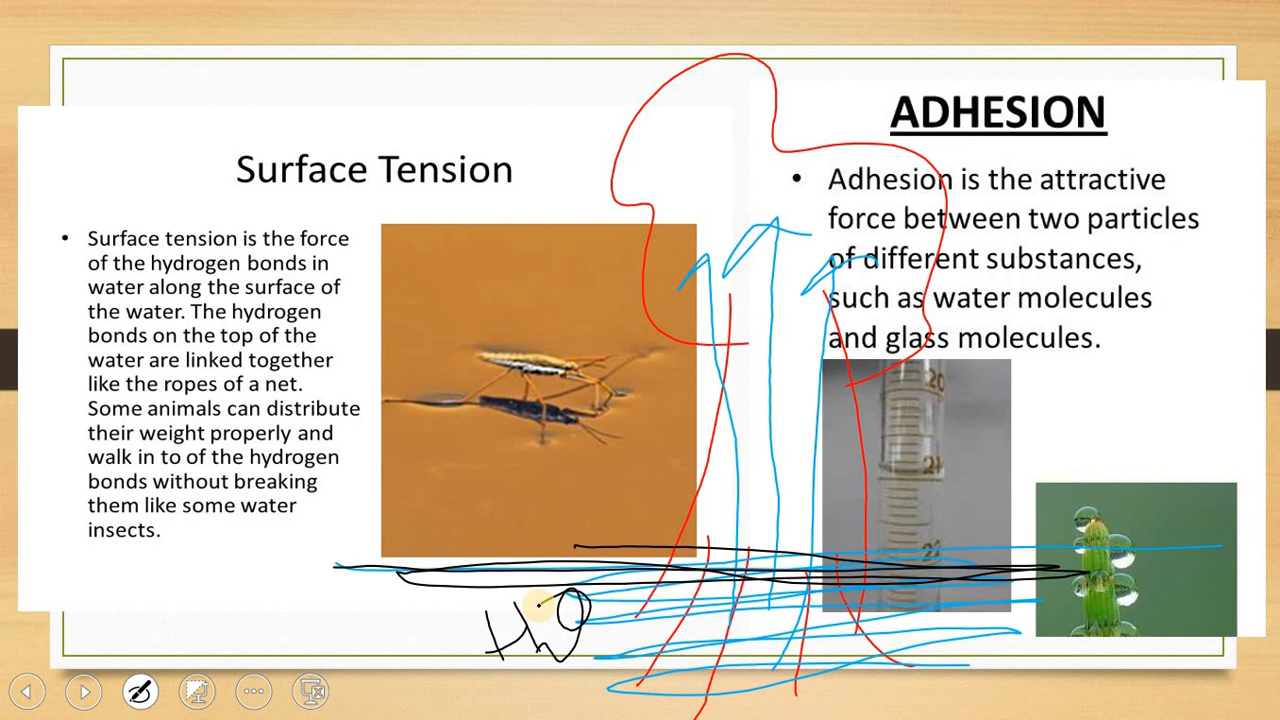 Surface Tension
• Surface tension is the force
of the hydrogen bonds in
water along the surface of
the water. The hydrogen
bonds on the top of the
water are linked together
like the ropes of a net.
Some animals can distribute
their weight properly and
walk in to of the hydrogen
bonds without breaking
them like some water
insects.
ADHESION
• Adhesion is the attractive
force between two particles
of different substances,
such as water molecules
and glass molecules.
20
21
22
H2O